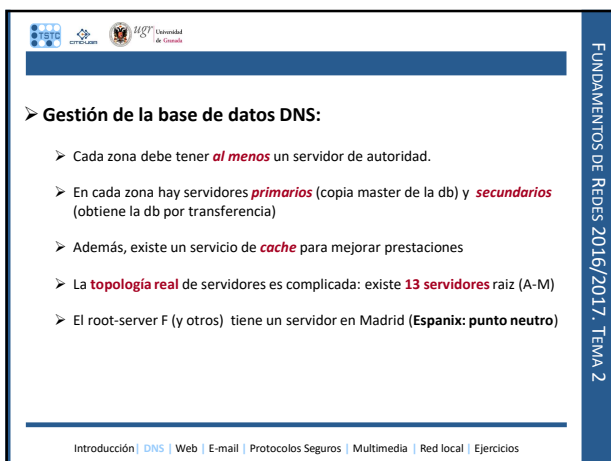 TSTC
CITIC-UGR
ugr
Universidad
de Granada
FUNDAMENTOS DE REDES 2016/2017. TEMA 2
➢ Gestión de la base de datos DNS:
➢ Cada zona debe tener al menos un servidor de autoridad.
➢ En cada zona hay servidores primarios (copia master de la db) y secundarios
(obtiene la db por transferencia)
➢ Además, existe un servicio de cache para mejorar prestaciones
➢ La topología real de servidores es complicada: existe 13 servidores raiz (A-M)
➢ El root-server F (y otros) tiene un servidor en Madrid (Espanix: punto neutro)
Introducción| DNS | Web | E-mail | Protocolos Seguros | Multimedia | Red local | Ejercicios